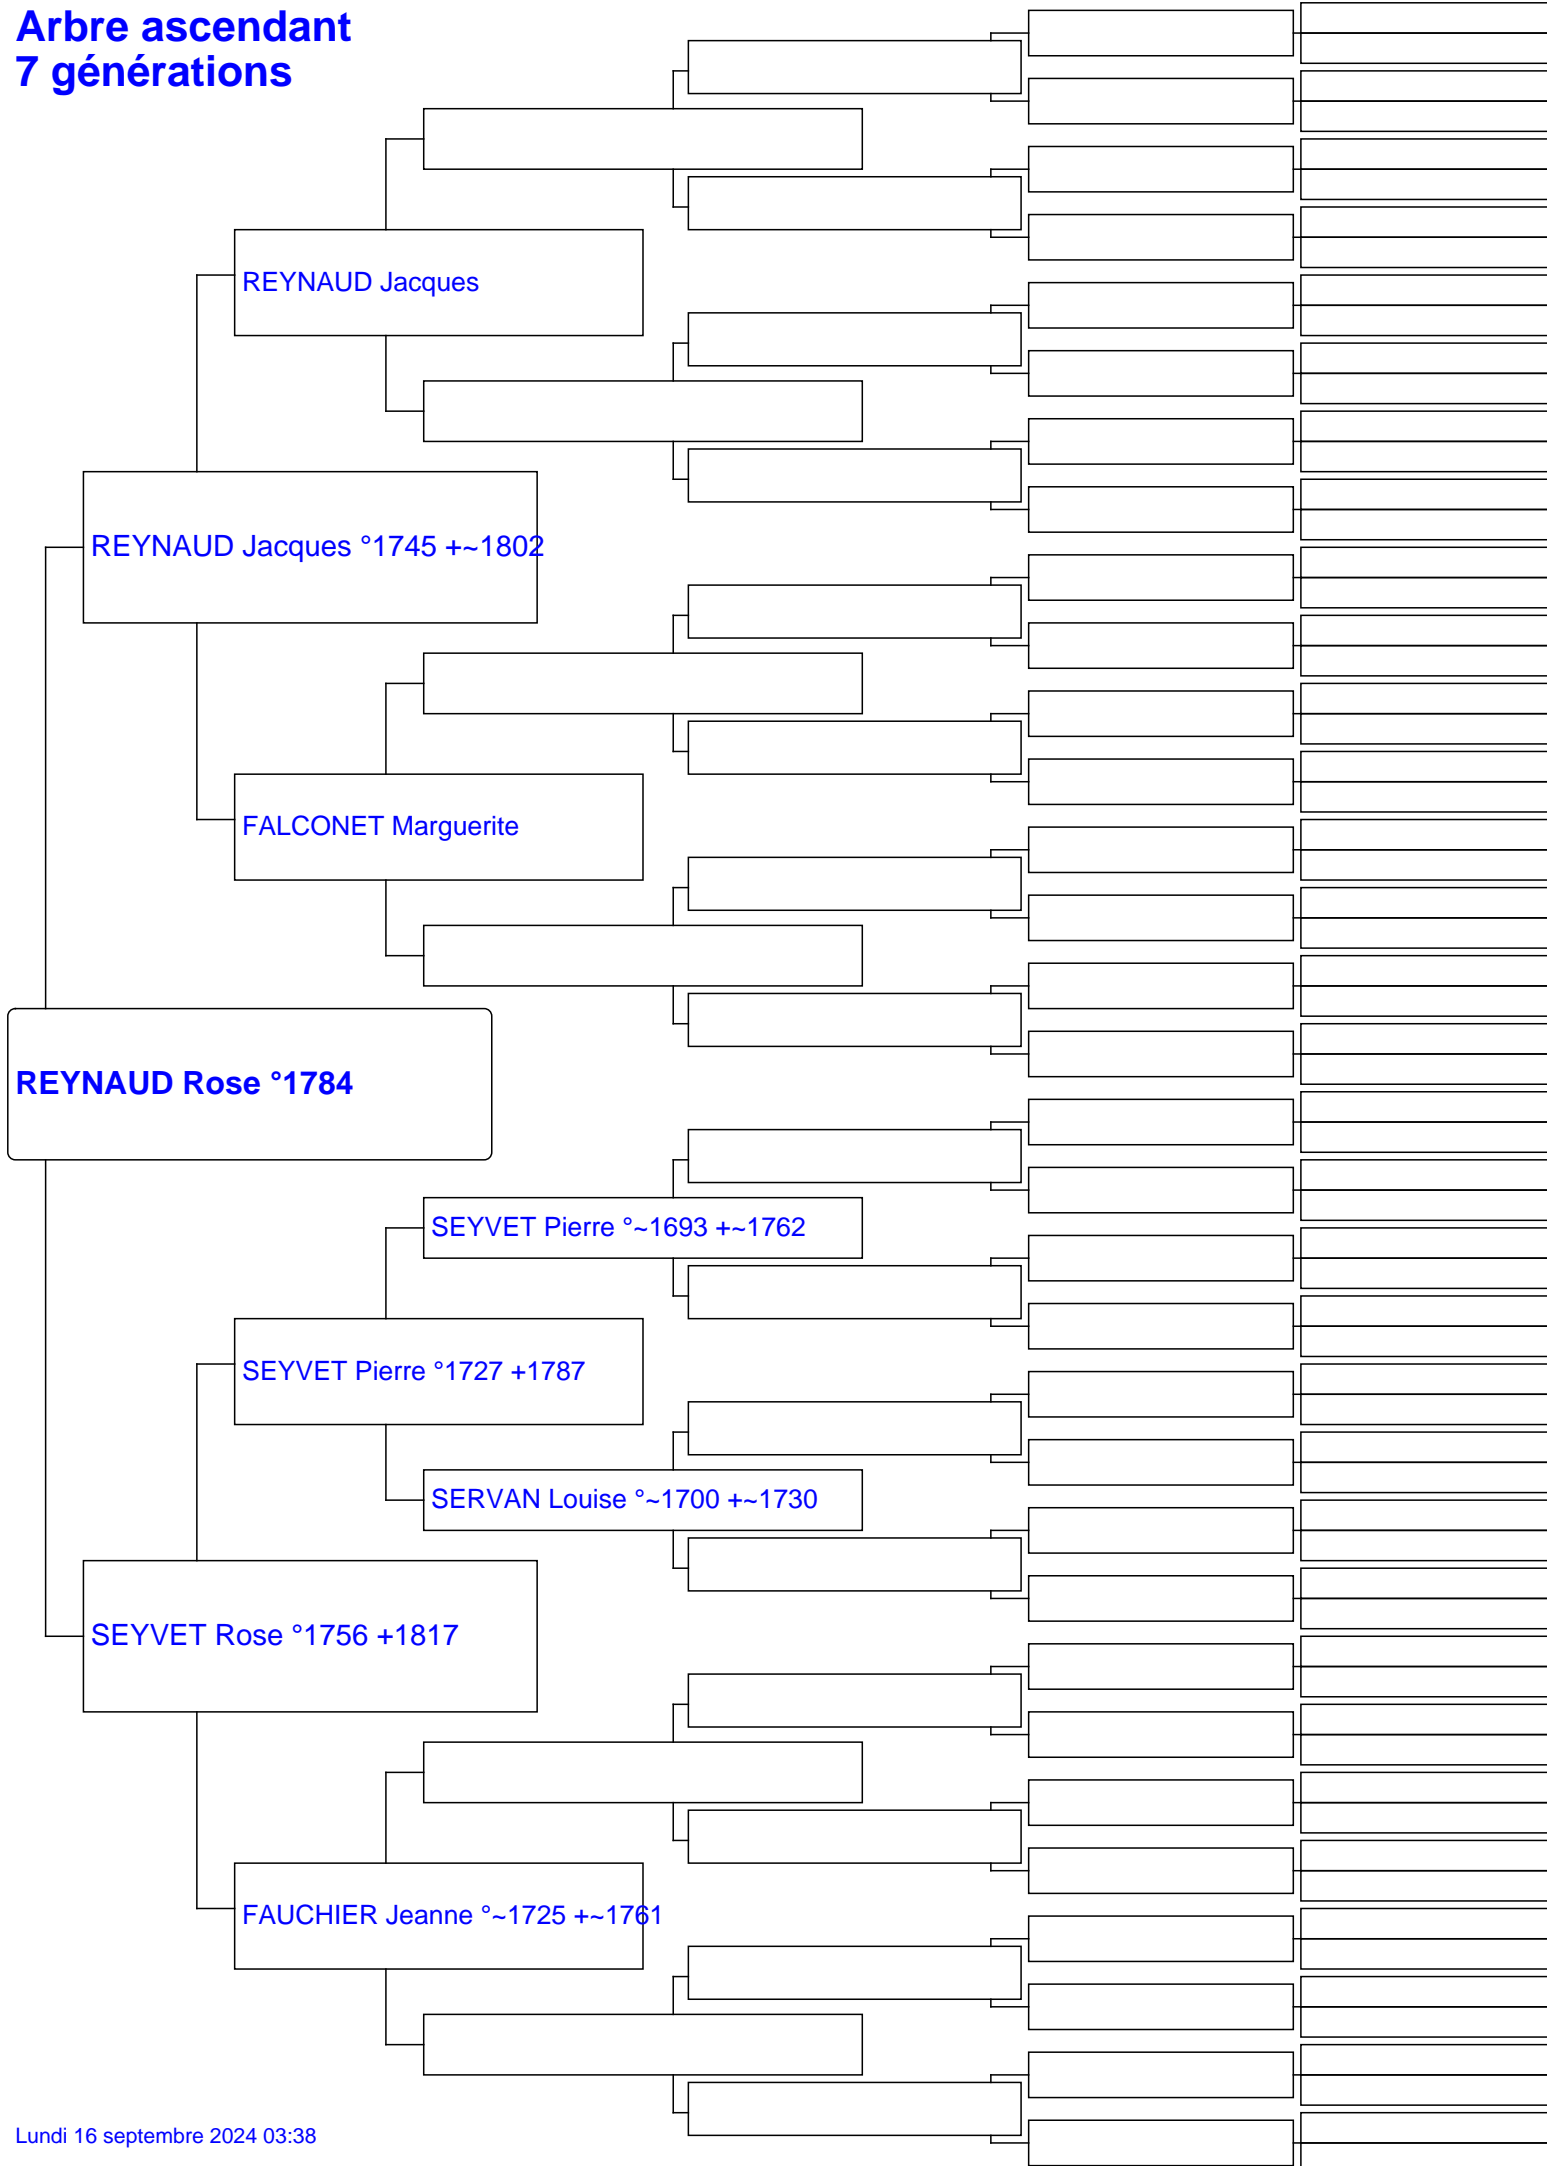 Arbre ascendant
7 générations
REYNAUD Jacques
REYNAUD Jacques °1745 +~1802
FALCONET Marguerite
REYNAUD Rose °1784
SEYVET Pierre °~1693 +~1762
SEYVET Pierre °1727 +1787
SERVAN Louise °~1700 +~1730
SEYVET Rose °1756 +1817
FAUCHIER Jeanne °~1725 +~1761
Lundi 16 septembre 2024 03:38